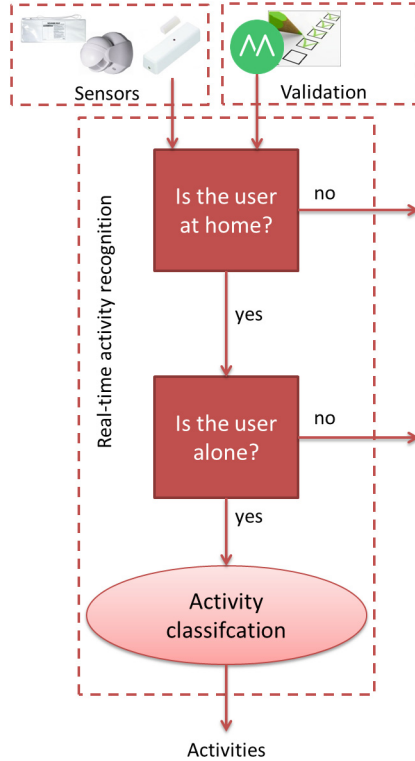 Sensors
Validation
Real-time activity recognition
Is the user
at home?
no
yes
Is the user
alone?
no
yes
Activity
classifcation
Activities